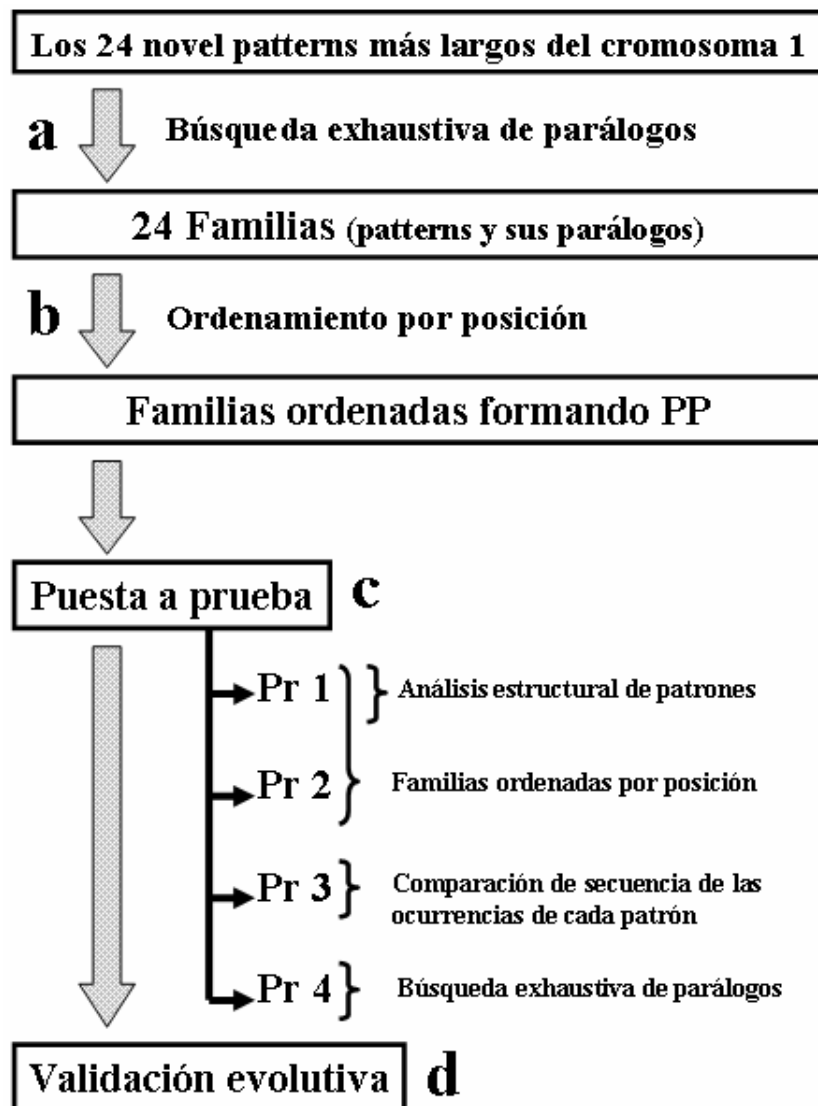 Los 24 novel patterns más largos del cromosoma 1
a Búsqueda exhaustiva de parálogos
24 Familias (patterns y sus parálogos)
b Ordenamiento por posición
Familias ordenadas formando PP
Puesta a prueba c
Pr 1 Análisis estructural de patrones
Pr 2 Familias ordenadas por posición
Pr 3 Comparación de secuencia de las
ocurrencias de cada patrón
Pr 4 Búsqueda exhaustiva de parálogos
Validación evolutiva d